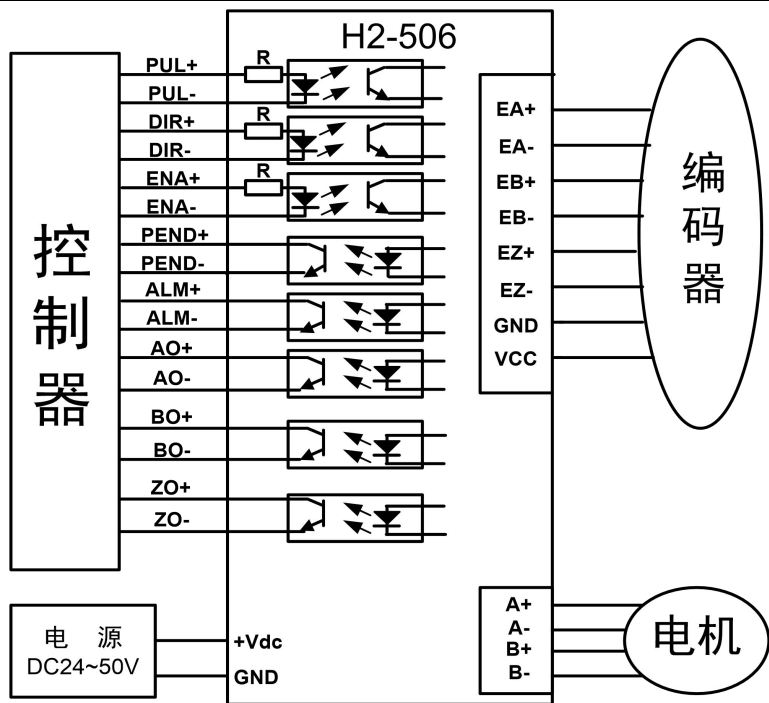 H2-506
控制器
PUL+
PUL-
DIR+
DIR-
ENA+
ENA-
PEND+
PEND-
ALM+
ALM-
AO+
AO-
BO+
BO-
ZO+
ZO-
R
R
R
EA+
EA-
EB+
EB-
EZ+
EZ-
GND
VCC
编码器
电 源
DC24~50V
+Vdc
GND
A+
A-
B+
B-
电机